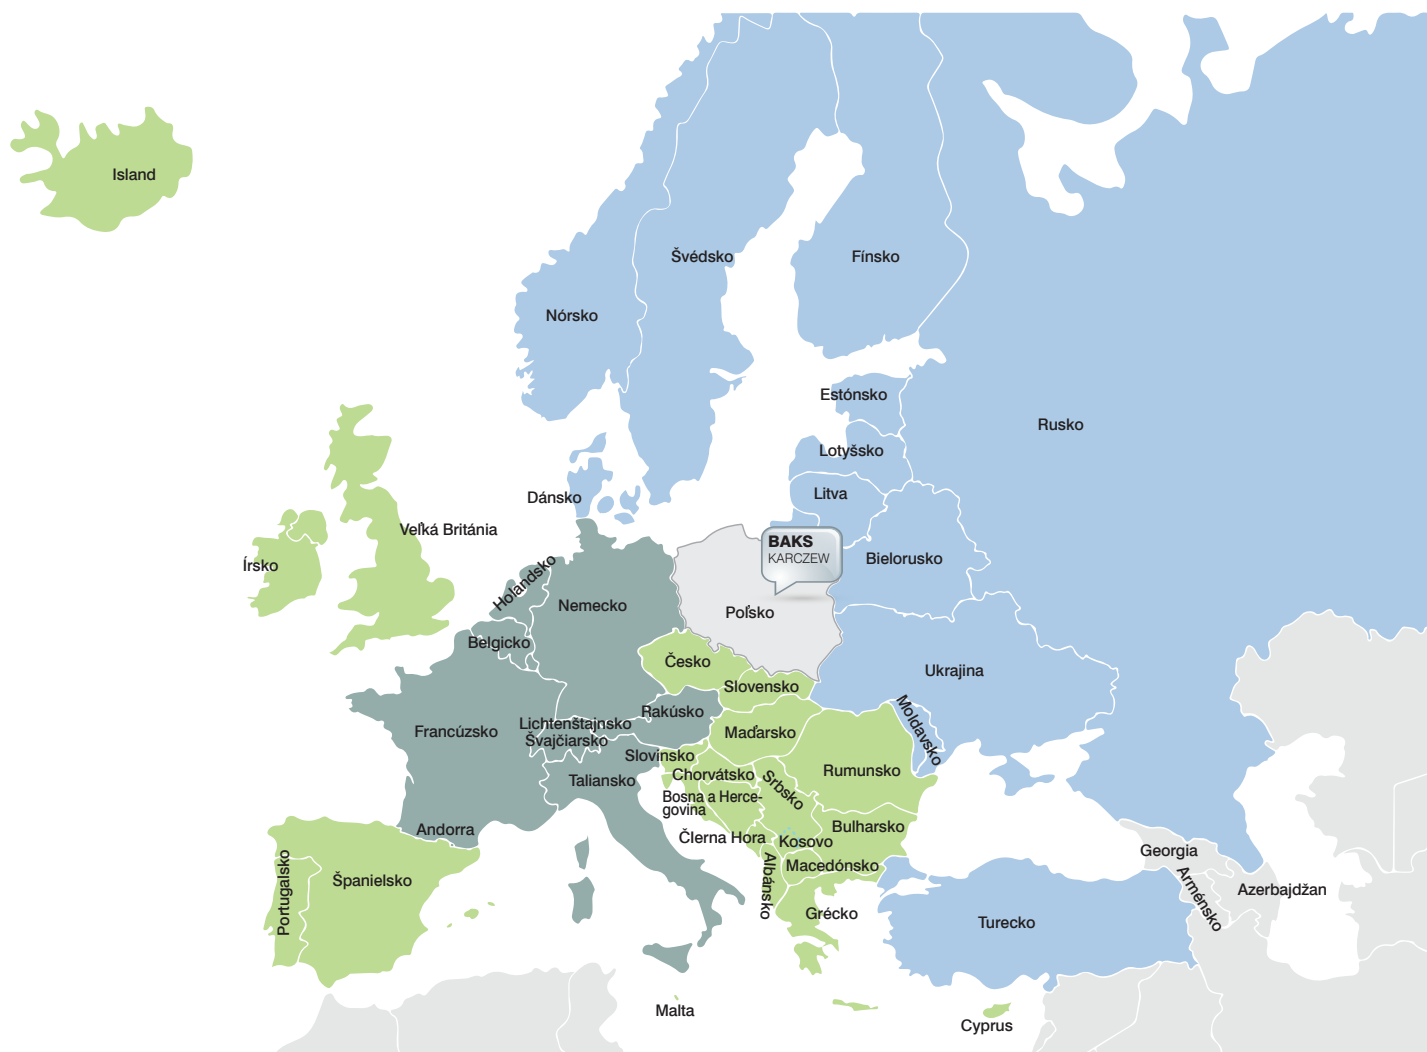 Island
Švédsko
Fínsko
Nórsko
Estónsko
Rusko
Lotyšsko
Litva
Dánsko
Veľká Británia
BAKS
KARCZEW
Bielorusko
Írsko
Holandsko
Nemecko
Poľsko
Belgicko
Česko
Ukrajina
Slovensko
Rakúsko
Lichtenštajnsko
Francúzsko
Švajčiarsko
Maďarsko
Moldavsko
Slovinsko
Rumunsko
Chorvátsko
Taliansko
Srbsko
Bosna a Herce-
govina
Andorra
Bulharsko
Člerna Hora
Kosovo
Georgia
Macedónsko
Albánsko
Španielsko
Portugalsko
Arménsko
Azerbajdžan
Grécko
Turecko
Malta
Cyprus